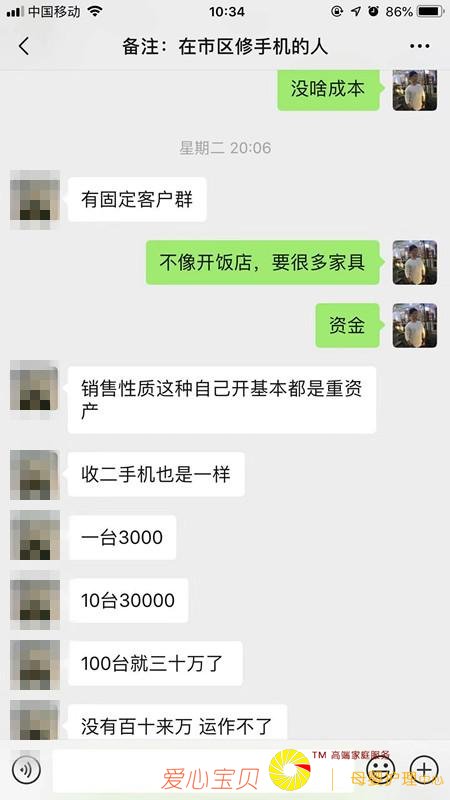 中国移动
10:34
86%
备注：在市区修手机的人
没啥成本
星期二 20:06
有固定客户群
不像开饭店，要很多家具
资金
销售性质这种自己开基本都是重资
产
收二手机也是一样
一台3000
10台30000
100台就三十万了
没有百十来万 运作不了
爱心宝贝
TM 高端家庭服务
母婴护理中心